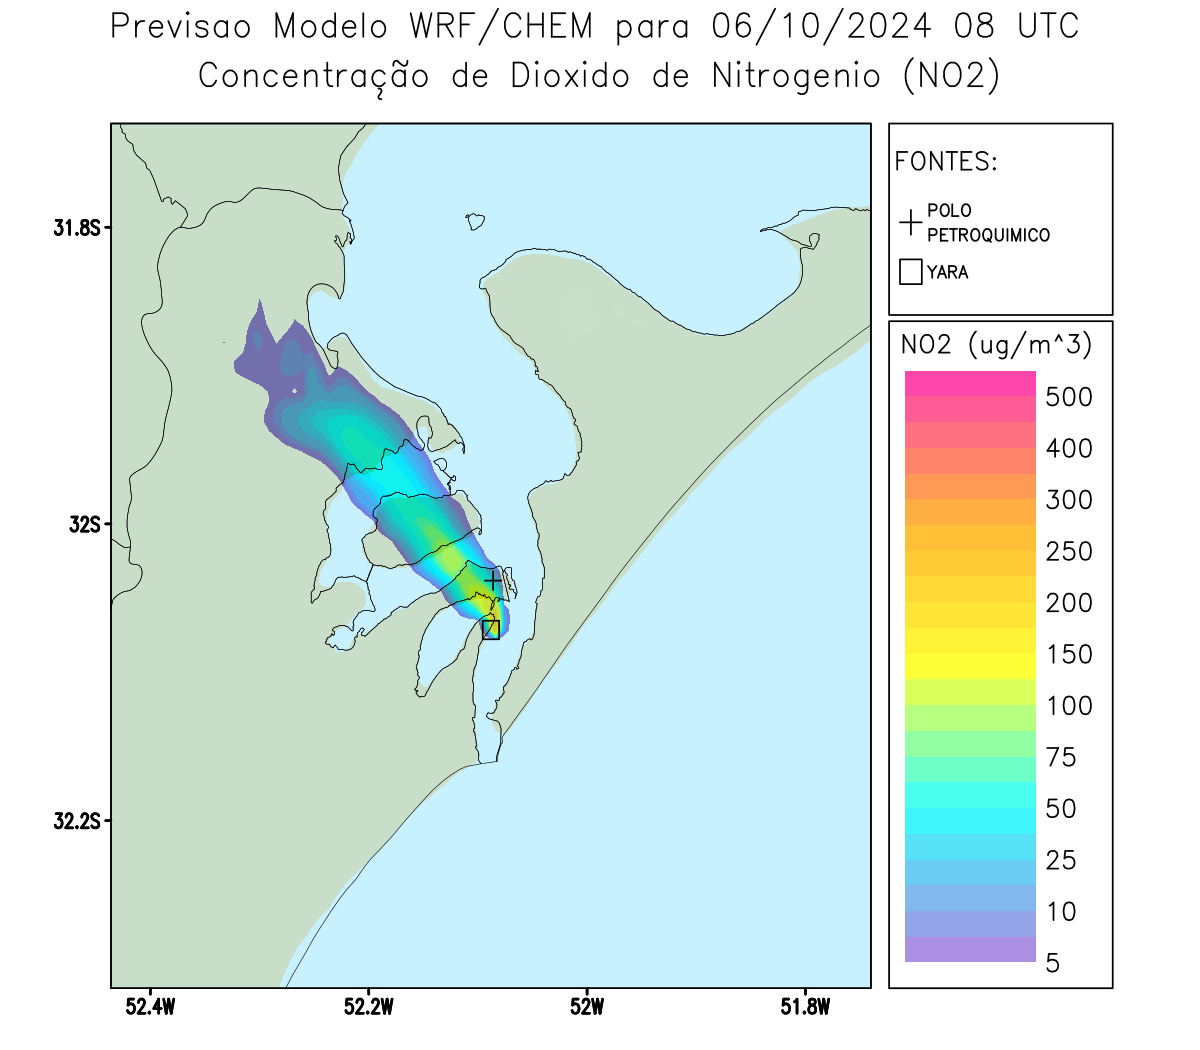 Previsao Modelo WRF/CHEM para 06/10/2024 08 UTC
Concentração de Dioxido de Nitrogenio (NO2)
FONTES:
POLO
PETROQUIMICO
YARA
NO2 (ug/m^3)
500
400
300
250
200
150
100
75
50
25
10
5
31.8S
32S
32.2S
52.4W
52.2W
52W
51.8W